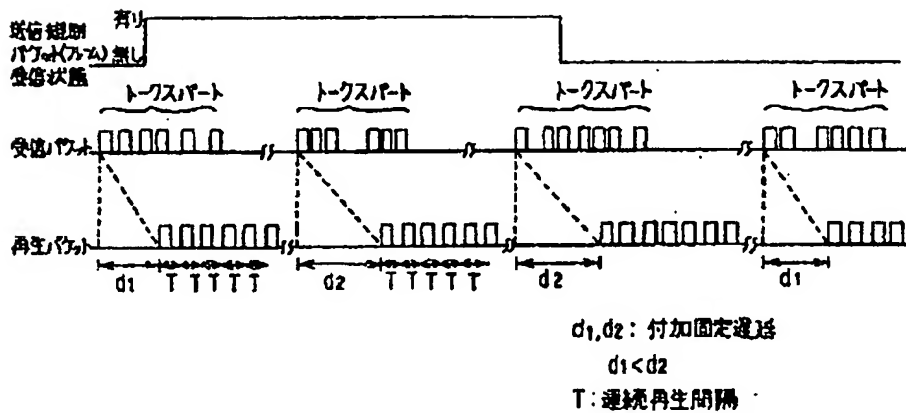 有り
送信規制
パケット(フレーム) 無し
受信状態
トークスパート トークスパート トークスパート トークスパート
受信パケット
再生パケット
d1 T T T T T d2 T T T T T d2 d1
d1,d2: 付加固定遅延
d1<d2
T:連続再生間隔